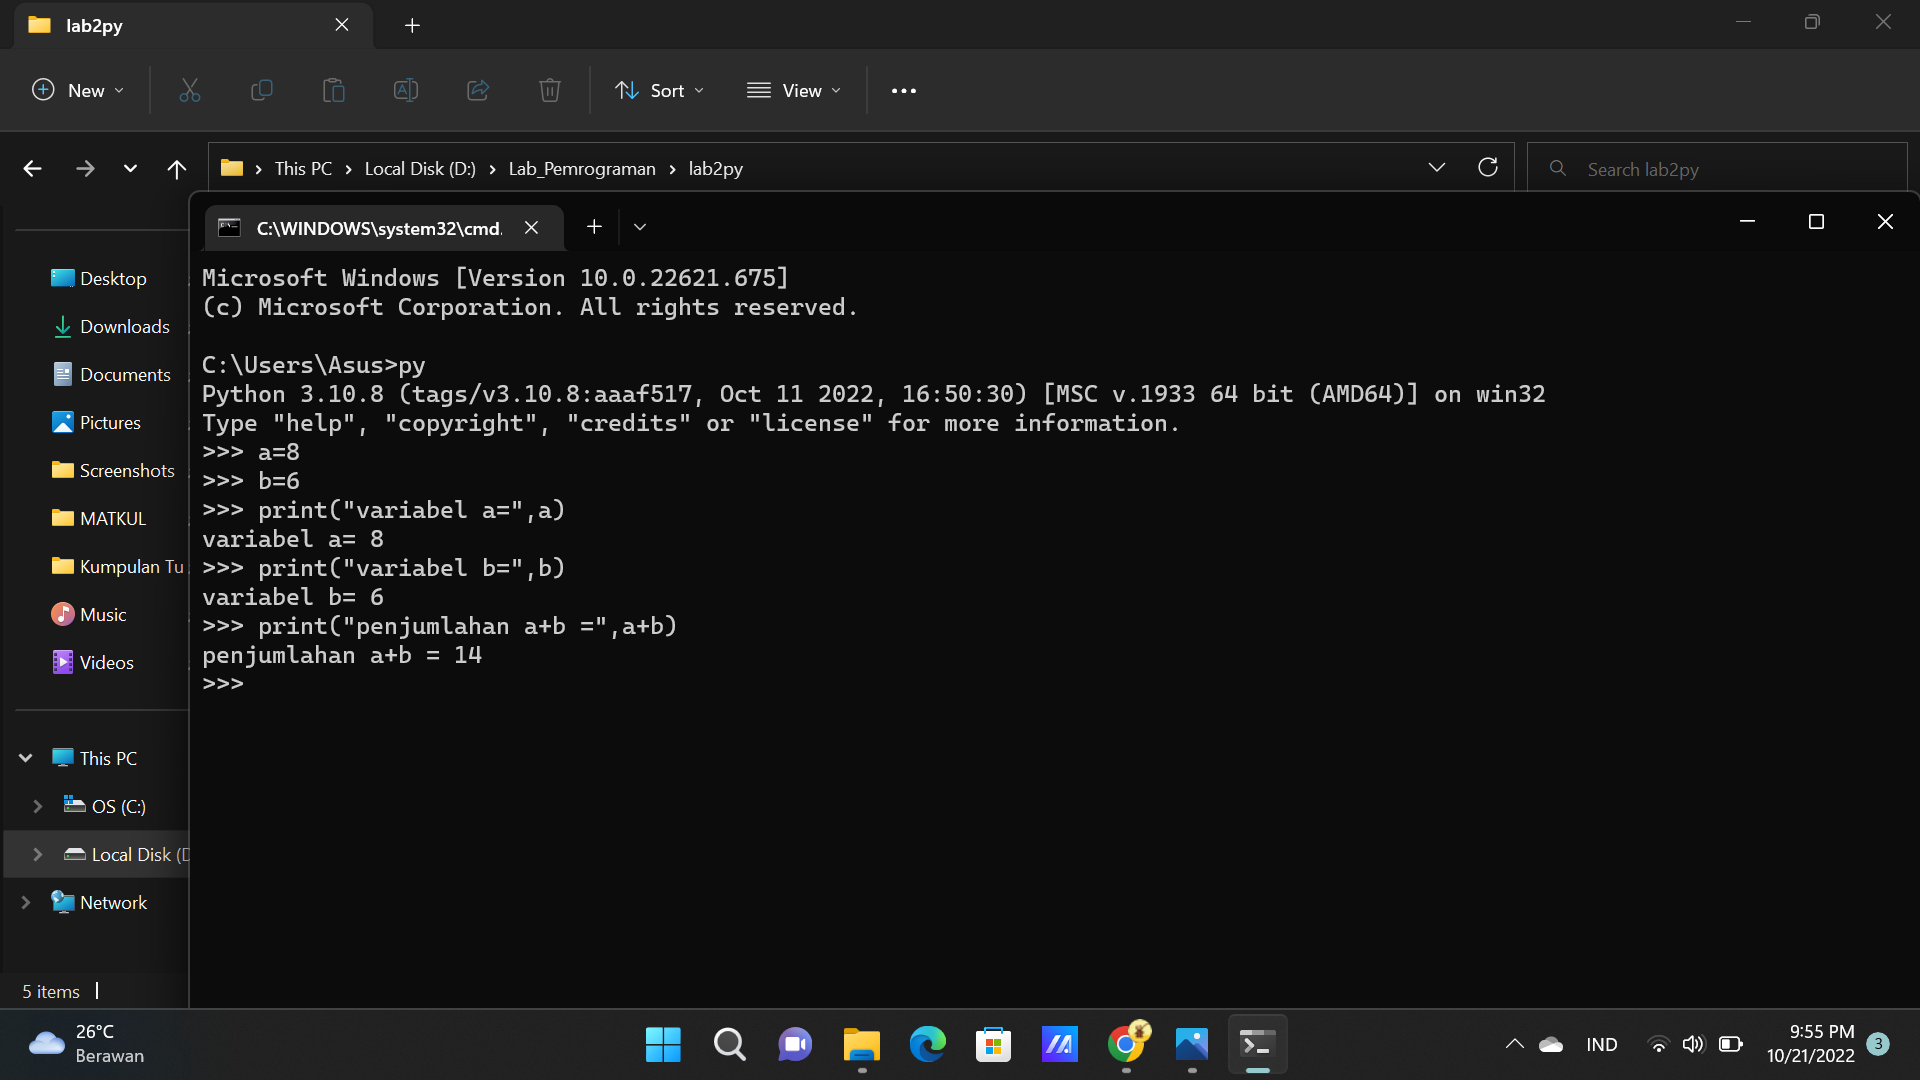 lab2py
New
Sort
View
This PC > Local Disk (D:) > Lab_Pemrograman > lab2py
Search lab2py
C:\WINDOWS\system32\cmd.
Desktop
Downloads
Documents
Pictures
Screenshots
MATKUL
Kumpulan Tu
Music
Videos
This PC
OS (C:)
Local Disk (D
Network
5 items
Microsoft Windows [Version 10.0.22621.675]
(c) Microsoft Corporation. All rights reserved.
C:\Users\Asus>py
Python 3.10.8 (tags/v3.10.8:aaaf517, Oct 11 2022, 16:50:30) [MSC v.1933 64 bit (AMD64)] on win32
Type "help", "copyright", "credits" or "license" for more information.
>>> a=8
>>> b=6
>>> print("variabel a=",a)
variabel a= 8
>>> print("variabel b=",b)
variabel b= 6
>>> print("penjumlahan a+b =",a+b)
penjumlahan a+b = 14
>>>
26°C
Berawan
IND
9:55 PM
10/21/2022
3